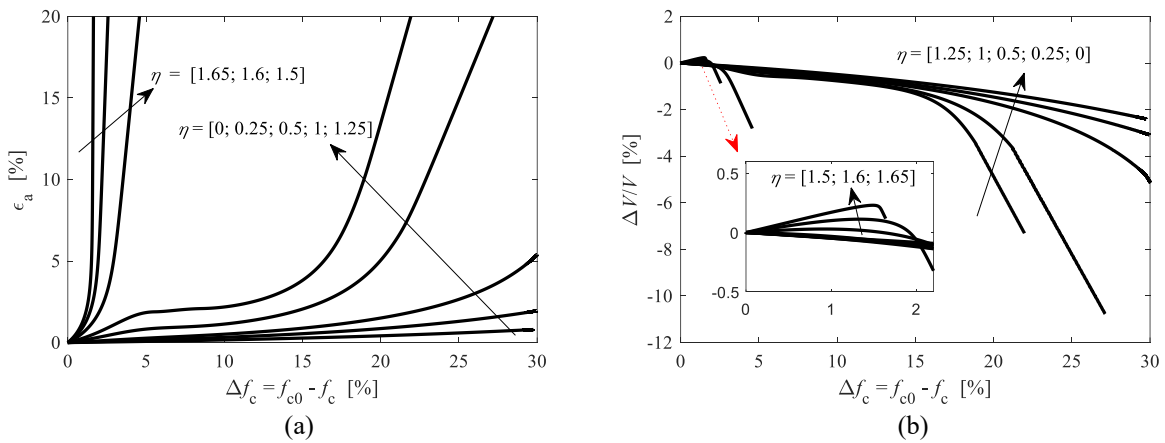 20
15
10
5
0
ϵa [%]
η = [1.65; 1.6; 1.5]
η = [0; 0.25; 0.5; 1; 1.25]
0 5 10 15 20 25 30
Δfc = fc0 - fc [%]
(a)
2
0
-2
-4
-6
-8
-10
-12
ΔV/V [%]
η = [1.25; 1; 0.5; 0.25; 0]
0.5
0
-0.5
η = [1.5; 1.6; 1.65]
0 1 2
0 5 10 15 20 25 30
Δfc = fc0 - fc [%]
(b)